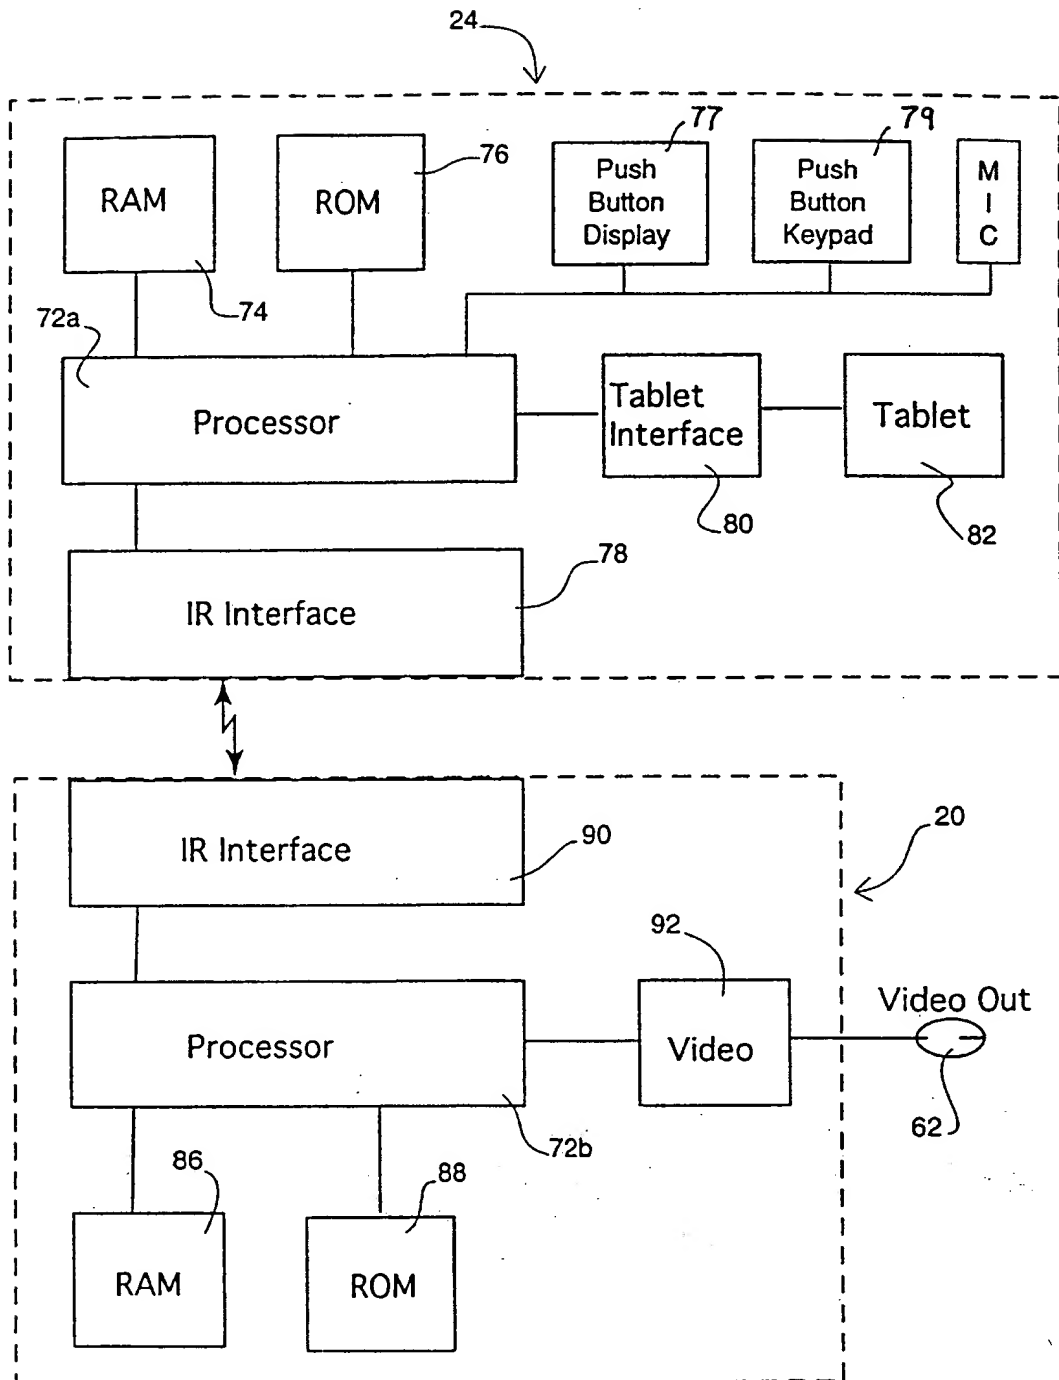 24
RAM
74
ROM
76
Push
Button
Display
77
Push
Button
Keypad
79
M
I
C
72a
Processor
Tablet
Interface
80
Tablet
82
IR Interface
78
IR Interface
90
20
Processor
72b
92
Video
Video Out
62
86
RAM
88
ROM